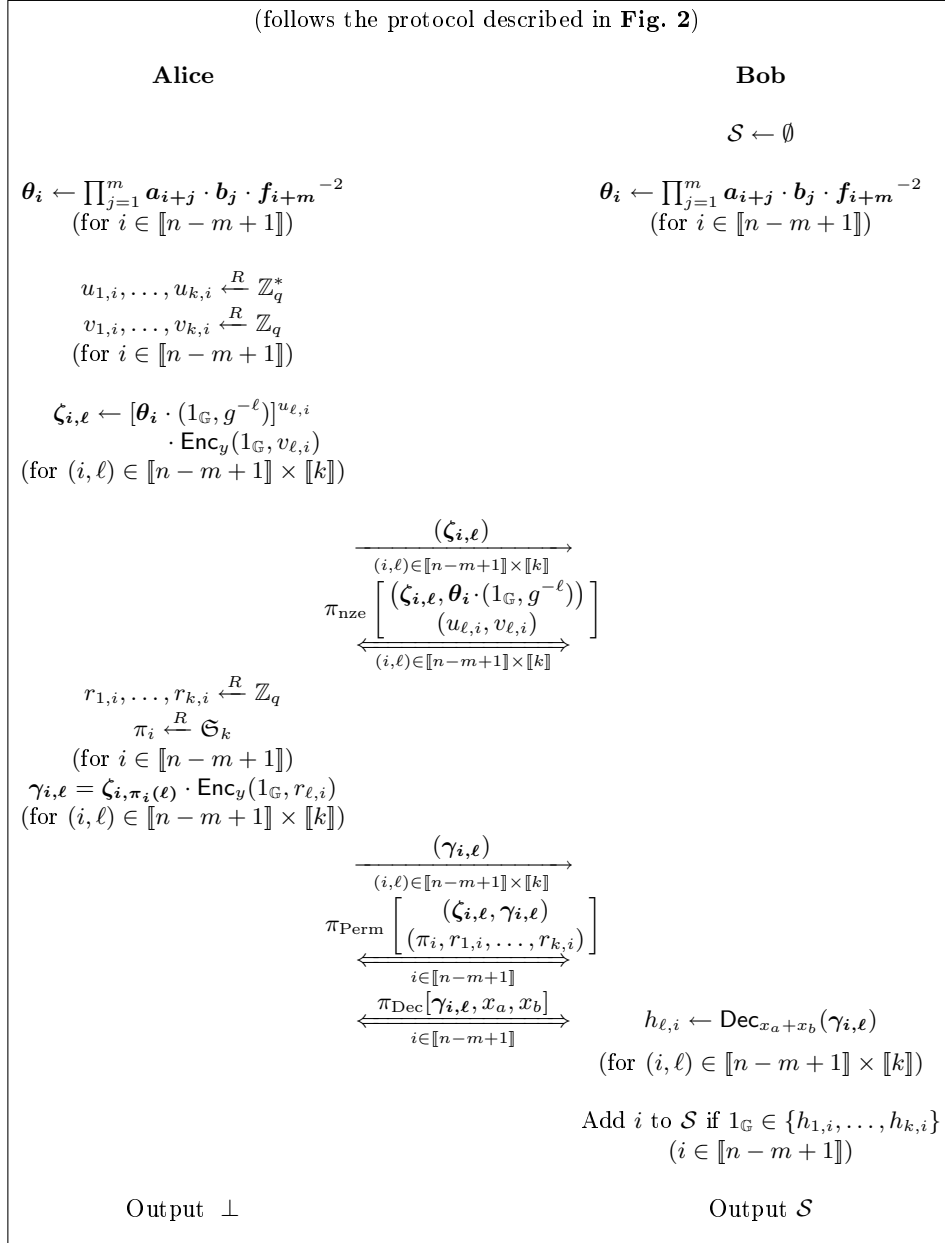 (follows the protocol described in Fig. 2)
Alice Bob
𝒮 ← ∅
θ_i ← ∏_{j=1}^{m} a_{i+j} · b_j · f_{i+m}^{−2} θ_i ← ∏_{j=1}^{m} a_{i+j} · b_j · f_{i+m}^{−2}
(for i ∈ ⟦n − m + 1⟧) (for i ∈ ⟦n − m + 1⟧)
u_{1,i}, …, u_{k,i} ←^R ℤ_q^*
v_{1,i}, …, v_{k,i} ←^R ℤ_q
(for i ∈ ⟦n − m + 1⟧)
ζ_{i,ℓ} ← [θ_i · (1_𝔾, g^{−ℓ})]^{u_{ℓ,i}}
· Enc_y(1_𝔾, v_{ℓ,i})
(for (i, ℓ) ∈ ⟦n − m + 1⟧ × ⟦k⟧)
(ζ_{i,ℓ})
(i,ℓ)∈⟦n−m+1⟧×⟦k⟧
π_nze [ (ζ_{i,ℓ}, θ_i·(1_𝔾, g^{−ℓ}))
(u_{ℓ,i}, v_{ℓ,i}) ]
(i,ℓ)∈⟦n−m+1⟧×⟦k⟧
r_{1,i}, …, r_{k,i} ←^R ℤ_q
π_i ←^R 𝔖_k
(for i ∈ ⟦n − m + 1⟧)
γ_{i,ℓ} = ζ_{i,π_i(ℓ)} · Enc_y(1_𝔾, r_{ℓ,i})
(for (i, ℓ) ∈ ⟦n − m + 1⟧ × ⟦k⟧)
(γ_{i,ℓ})
(i,ℓ)∈⟦n−m+1⟧×⟦k⟧
π_Perm [ (ζ_{i,ℓ}, γ_{i,ℓ})
(π_i, r_{1,i}, …, r_{k,i}) ]
i∈⟦n−m+1⟧
π_Dec[γ_{i,ℓ}, x_a, x_b] h_{ℓ,i} ← Dec_{x_a+x_b}(γ_{i,ℓ})
i∈⟦n−m+1⟧
(for (i, ℓ) ∈ ⟦n − m + 1⟧ × ⟦k⟧)
Add i to 𝒮 if 1_𝔾 ∈ {h_{1,i}, …, h_{k,i}}
(i ∈ ⟦n − m + 1⟧)
Output ⊥ Output 𝒮